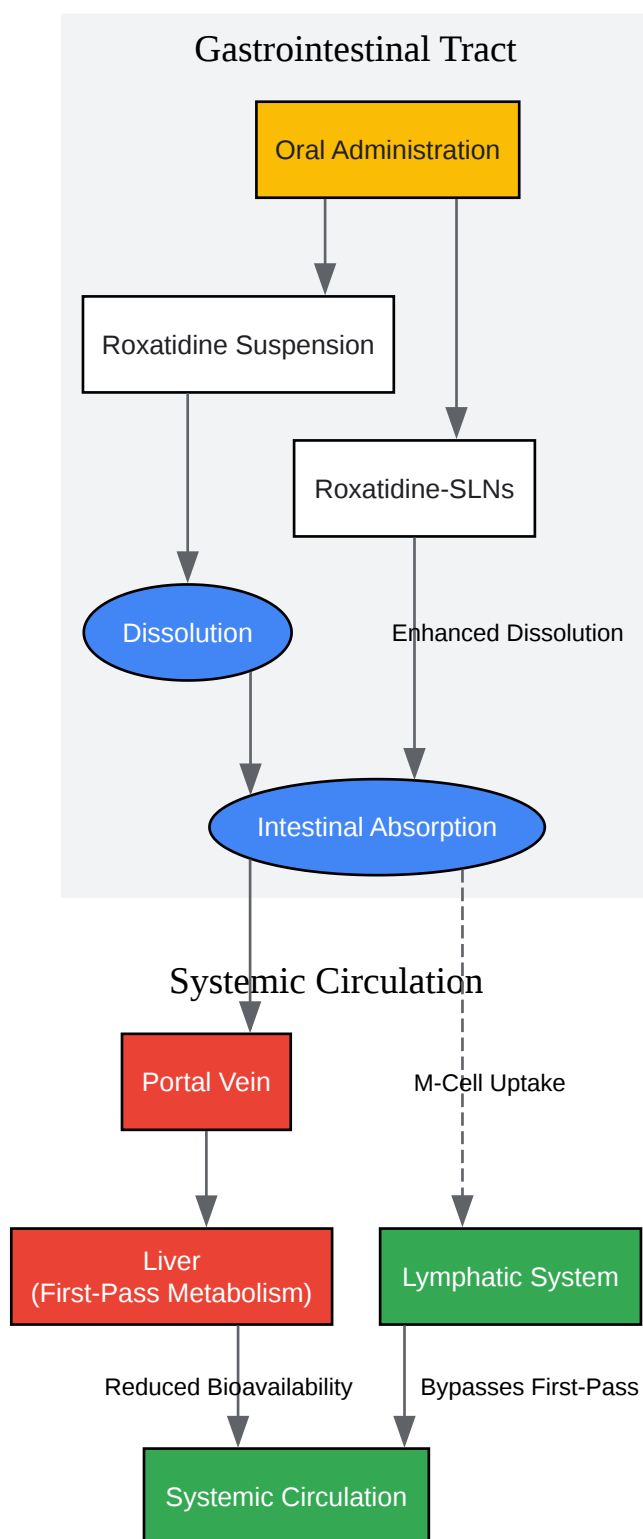 Gastrointestinal Tract
Oral Administration
Roxatidine Suspension
Roxatidine-SLNs
Dissolution
Enhanced Dissolution
Intestinal Absorption
Systemic Circulation
Portal Vein
M-Cell Uptake
Liver
(First-Pass Metabolism)
Lymphatic System
Reduced Bioavailability
Bypasses First-Pass
Systemic Circulation